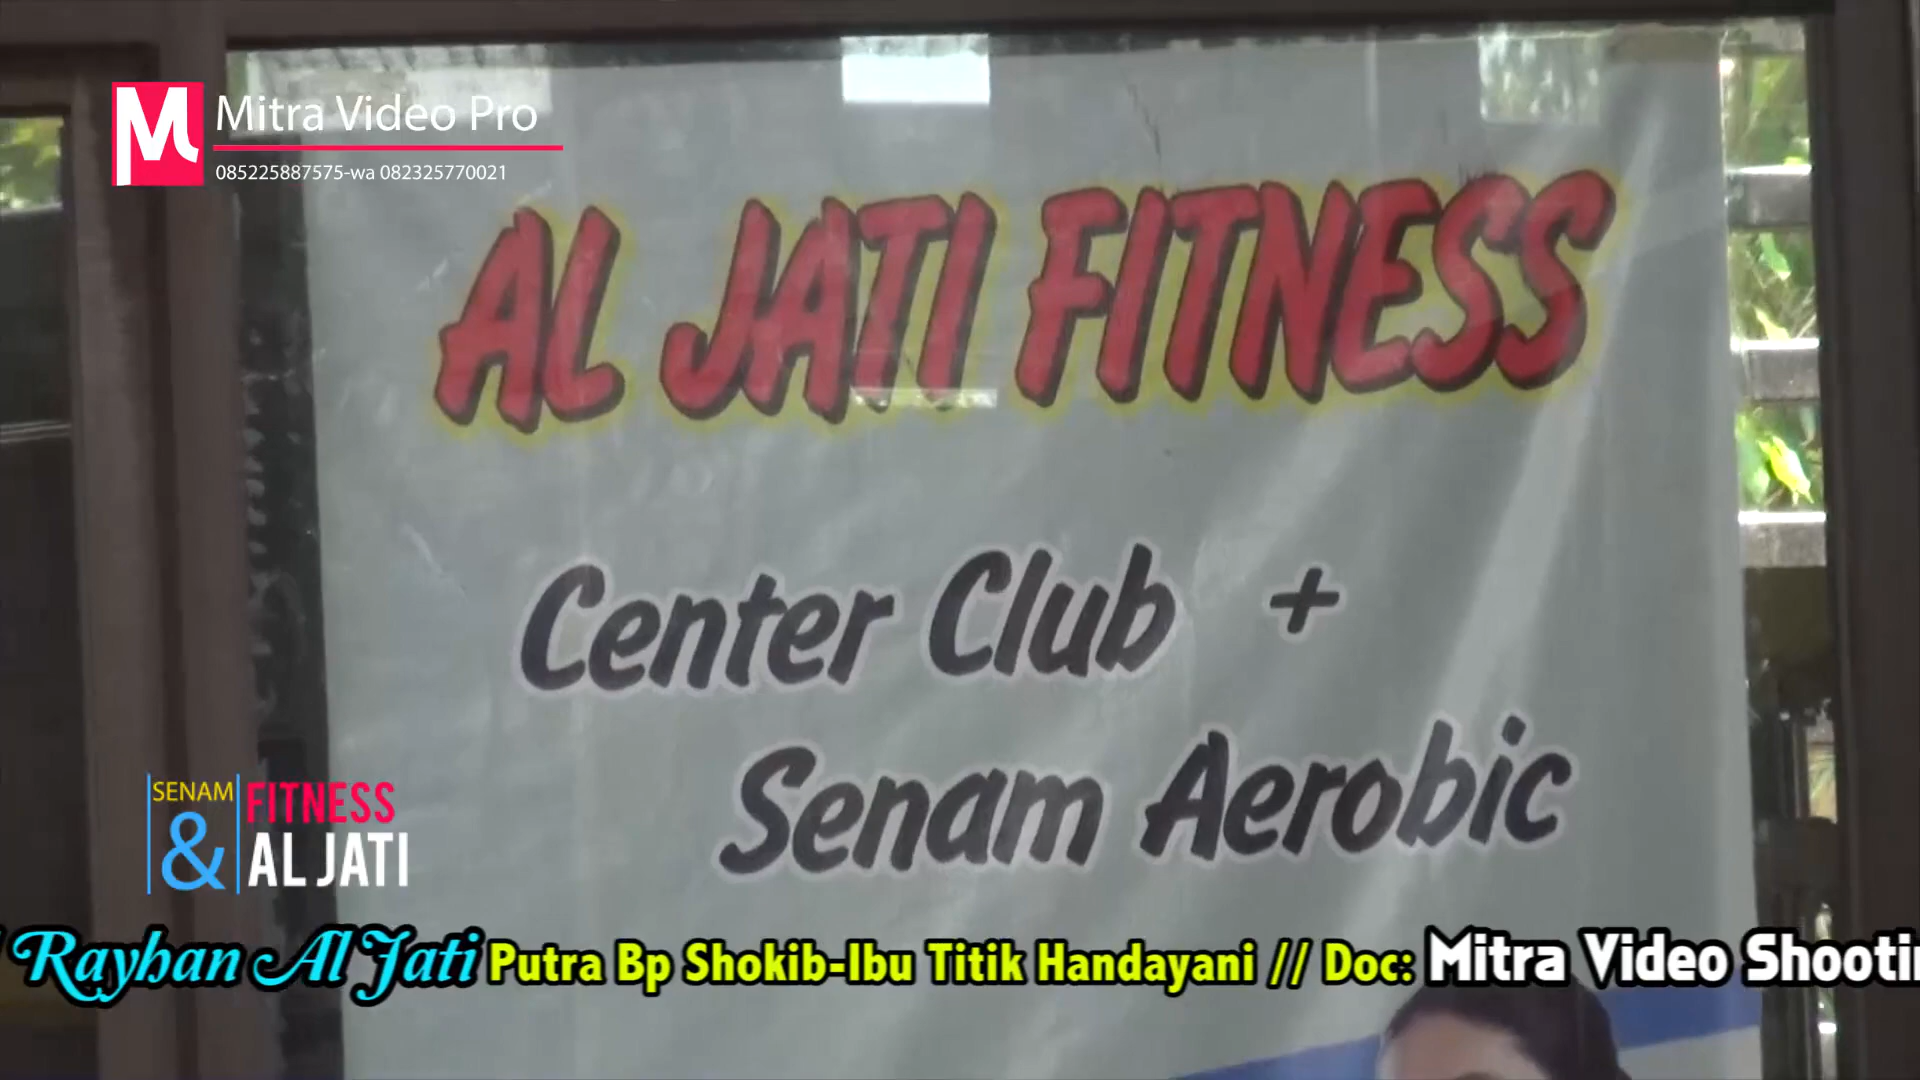 Mitra Video Pro
085225887575-wa 082325770021
AL JATI FITNESS
Center Club +
Senam Aerobic
SENAM
&
FITNESS
AL JATI
Rayhan Al Jati Putra Bp Shokib-Ibu Titik Handayani // Doc: Mitra Video